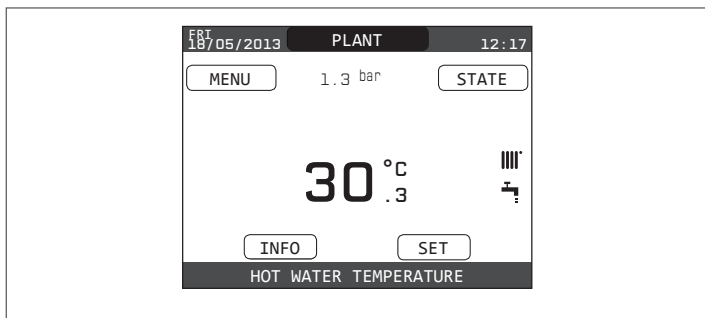 FRI
18/05/2013 PLANT 12:17
MENU 1.3 bar STATE
30.3 °C
INFO SET
HOT WATER TEMPERATURE